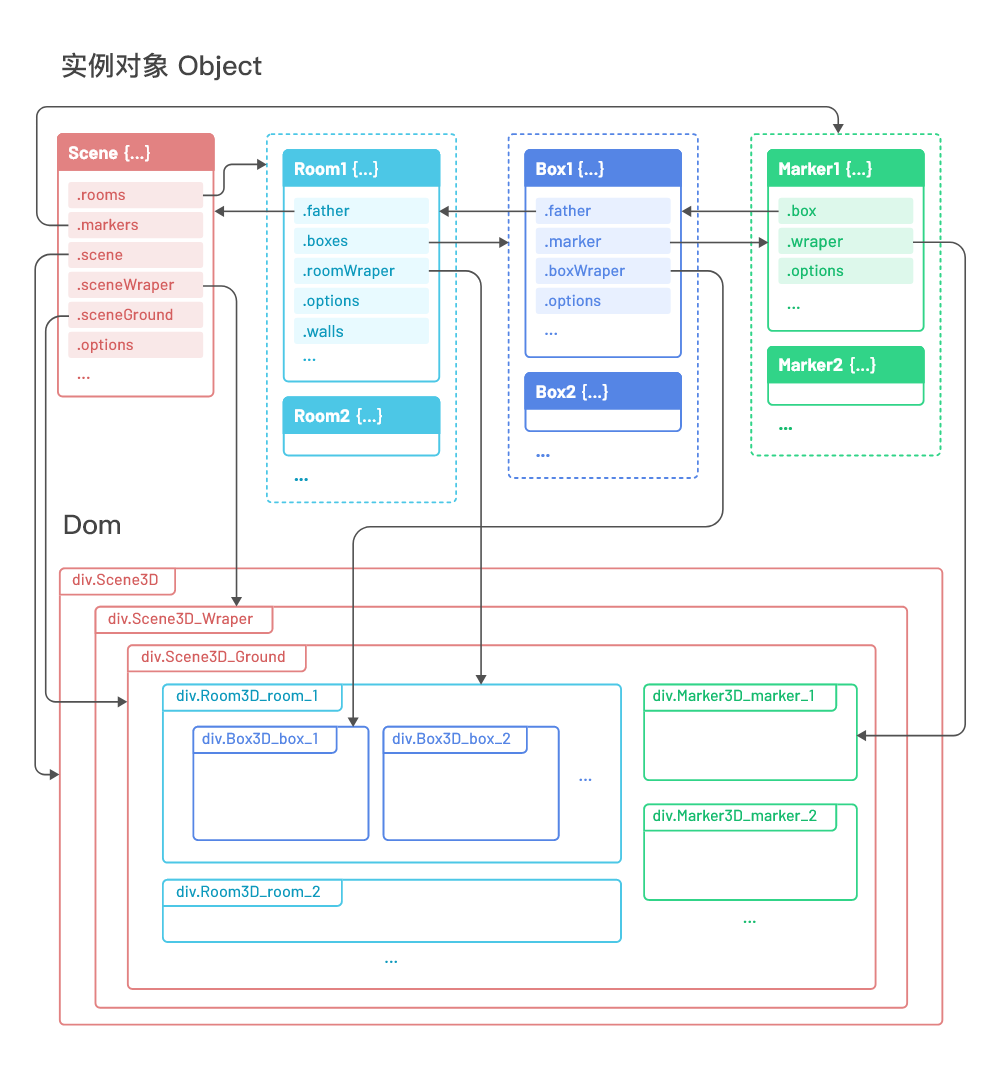 实例对象 Object
Scene {...}
.rooms
.markers
.scene
.sceneWraper
.sceneGround
.options
...
Room1 {...}
.father
.boxes
.roomWraper
.options
.walls
...
Room2 {...}
...
Box1 {...}
.father
.marker
.boxWraper
.options
...
Box2 {...}
...
Marker1 {...}
.box
.wraper
.options
...
Marker2 {...}
...
Dom
div.Scene3D
div.Scene3D_Wraper
div.Scene3D_Ground
div.Room3D_room_1
div.Box3D_box_1
div.Box3D_box_2
...
div.Room3D_room_2
...
div.Marker3D_marker_1
div.Marker3D_marker_2
...